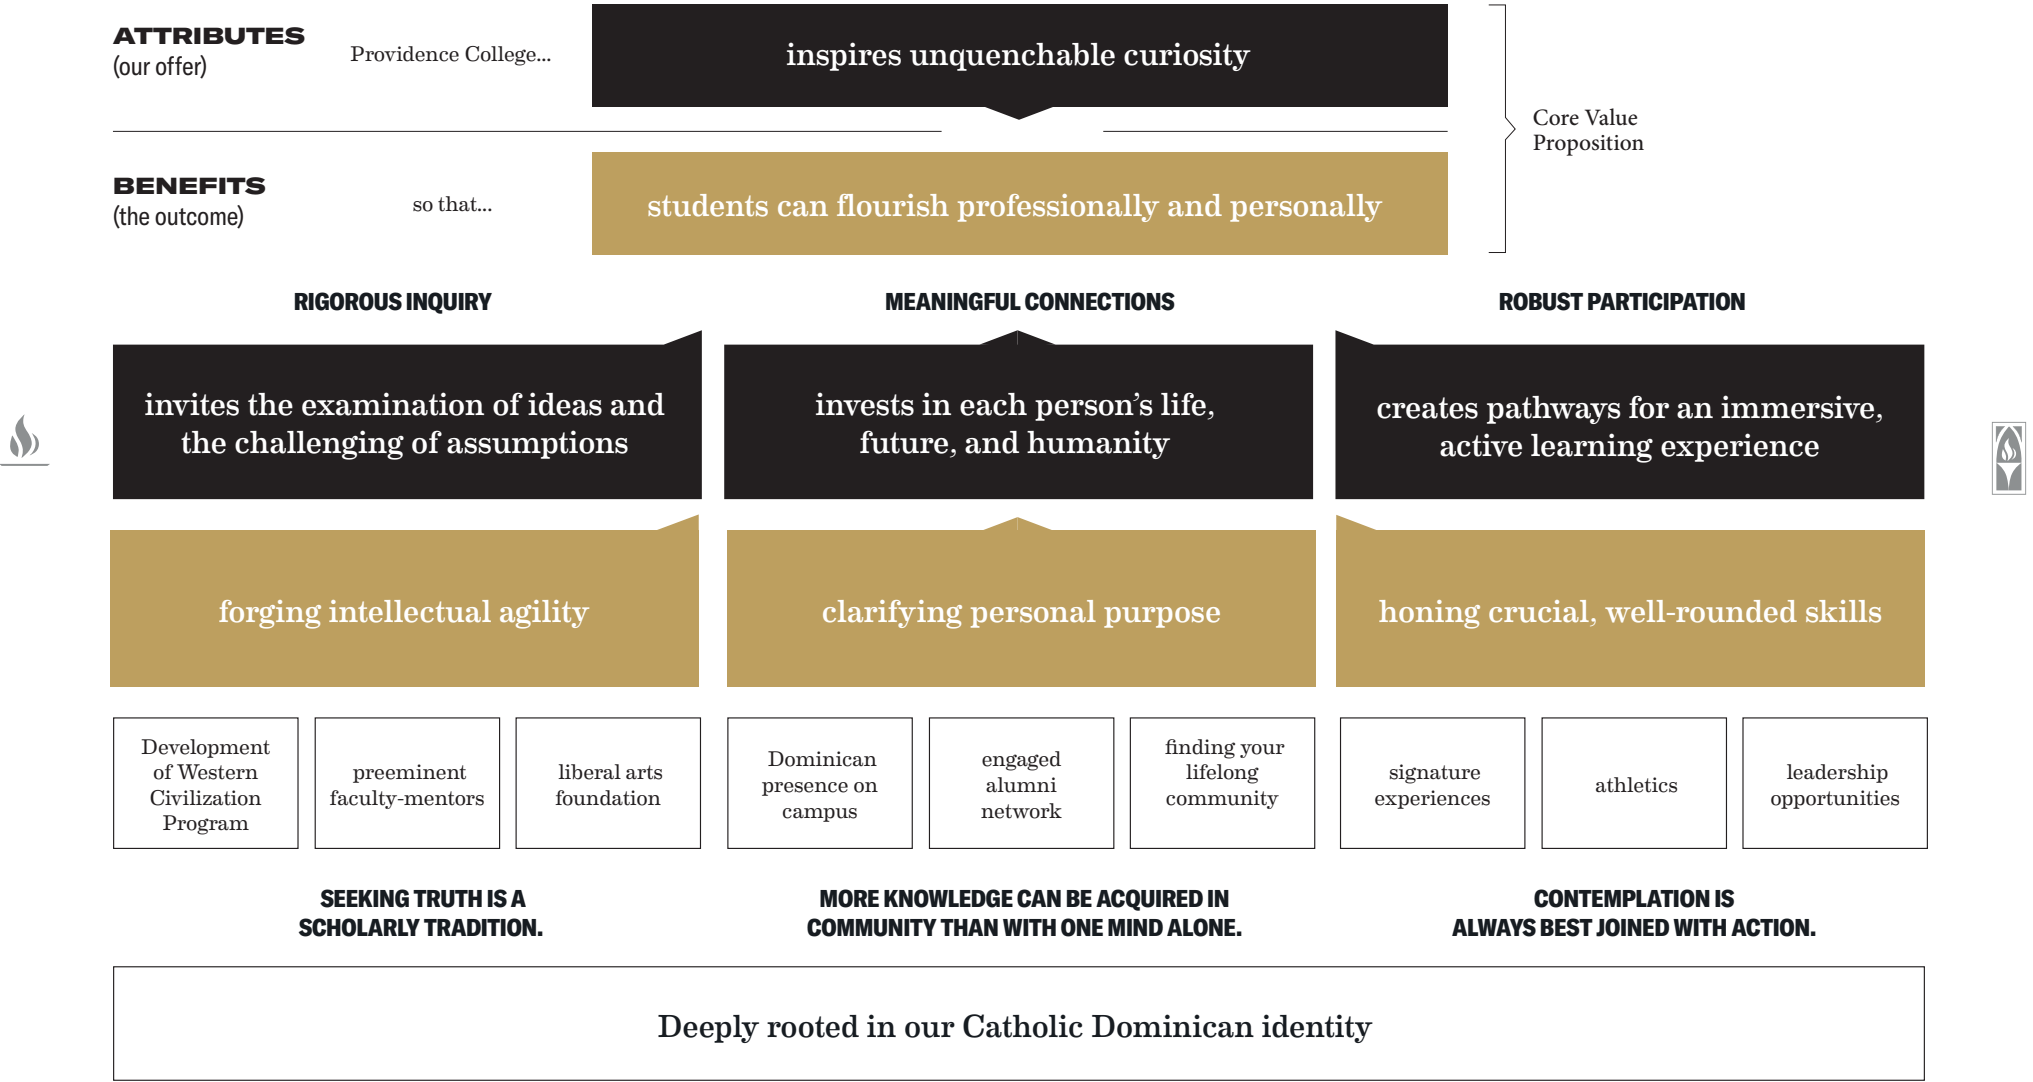 ATTRIBUTES
(our offer)
Providence College...
inspires unquenchable curiosity
Core Value
Proposition
BENEFITS
(the outcome)
so that...
students can flourish professionally and personally
RIGOROUS INQUIRY
MEANINGFUL CONNECTIONS
ROBUST PARTICIPATION
invites the examination of ideas and
the challenging of assumptions
invests in each person’s life,
future, and humanity
creates pathways for an immersive,
active learning experience
forging intellectual agility
clarifying personal purpose
honing crucial, well-rounded skills
Development
of Western
Civilization
Program
preeminent
faculty-mentors
liberal arts
foundation
Dominican
presence on
campus
engaged
alumni
network
finding your
lifelong
community
signature
experiences
athletics
leadership
opportunities
SEEKING TRUTH IS A
SCHOLARLY TRADITION.
MORE KNOWLEDGE CAN BE ACQUIRED IN
COMMUNITY THAN WITH ONE MIND ALONE.
CONTEMPLATION IS
ALWAYS BEST JOINED WITH ACTION.
Deeply rooted in our Catholic Dominican identity